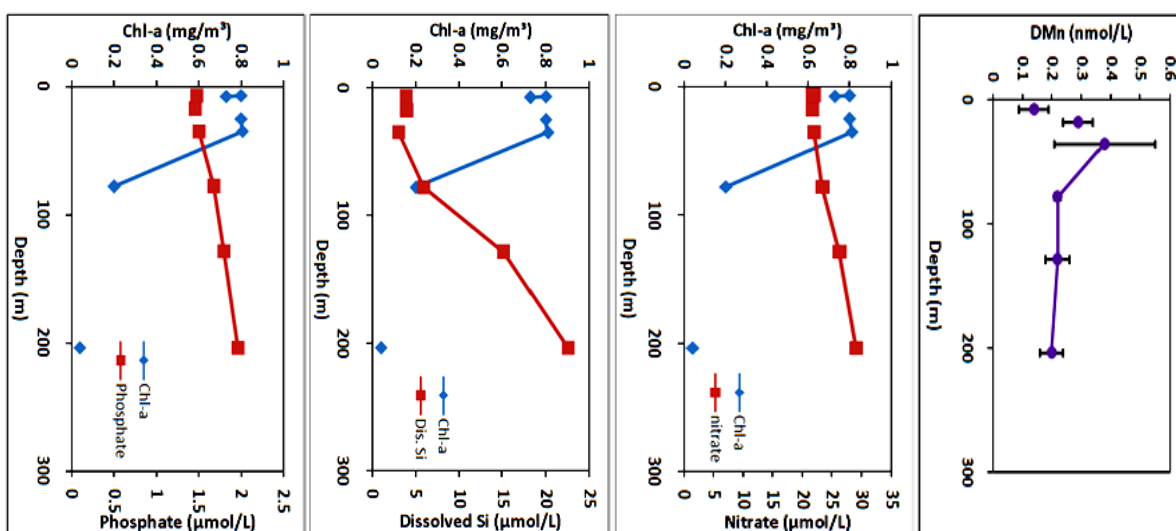 Chl-a (mg/m³)
0 0.2 0.4 0.6 0.8 1
0
100
200
300
Depth (m)
Chl-a
Phosphate
0 0.5 1 1.5 2 2.5
Phosphate (µmol/L)
Chl-a (mg/m³)
0 0.2 0.4 0.6 0.8 1
0
100
200
300
Depth (m)
Chl-a
Dis. Si
0 5 10 15 20 25
Dissolved Si (µmol/L)
Chl-a (mg/m³)
0 0.2 0.4 0.6 0.8 1
0
100
200
300
Depth (m)
Chl-a
nitrate
0 5 10 15 20 25 30 35
Nitrate (µmol/L)
DMn (nmol/L)
0 0.1 0.2 0.3 0.4 0.5 0.6
0
100
200
300
Depth (m)